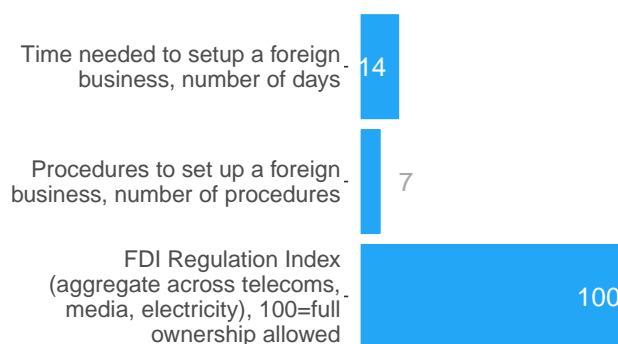 Time needed to setup a foreign
business, number of days
14
Procedures to set up a foreign
business, number of procedures
7
FDI Regulation Index
(aggregate across telecoms,
media, electricity), 100=full
ownership allowed
100